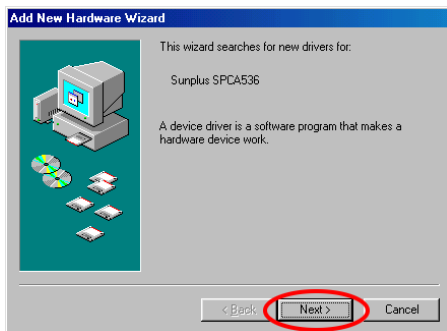 Add New Hardware Wizard
This wizard searches for new drivers for:
Sunplus SPCA536
A device driver is a software program that makes a
hardware device work.
< Back Next > Cancel